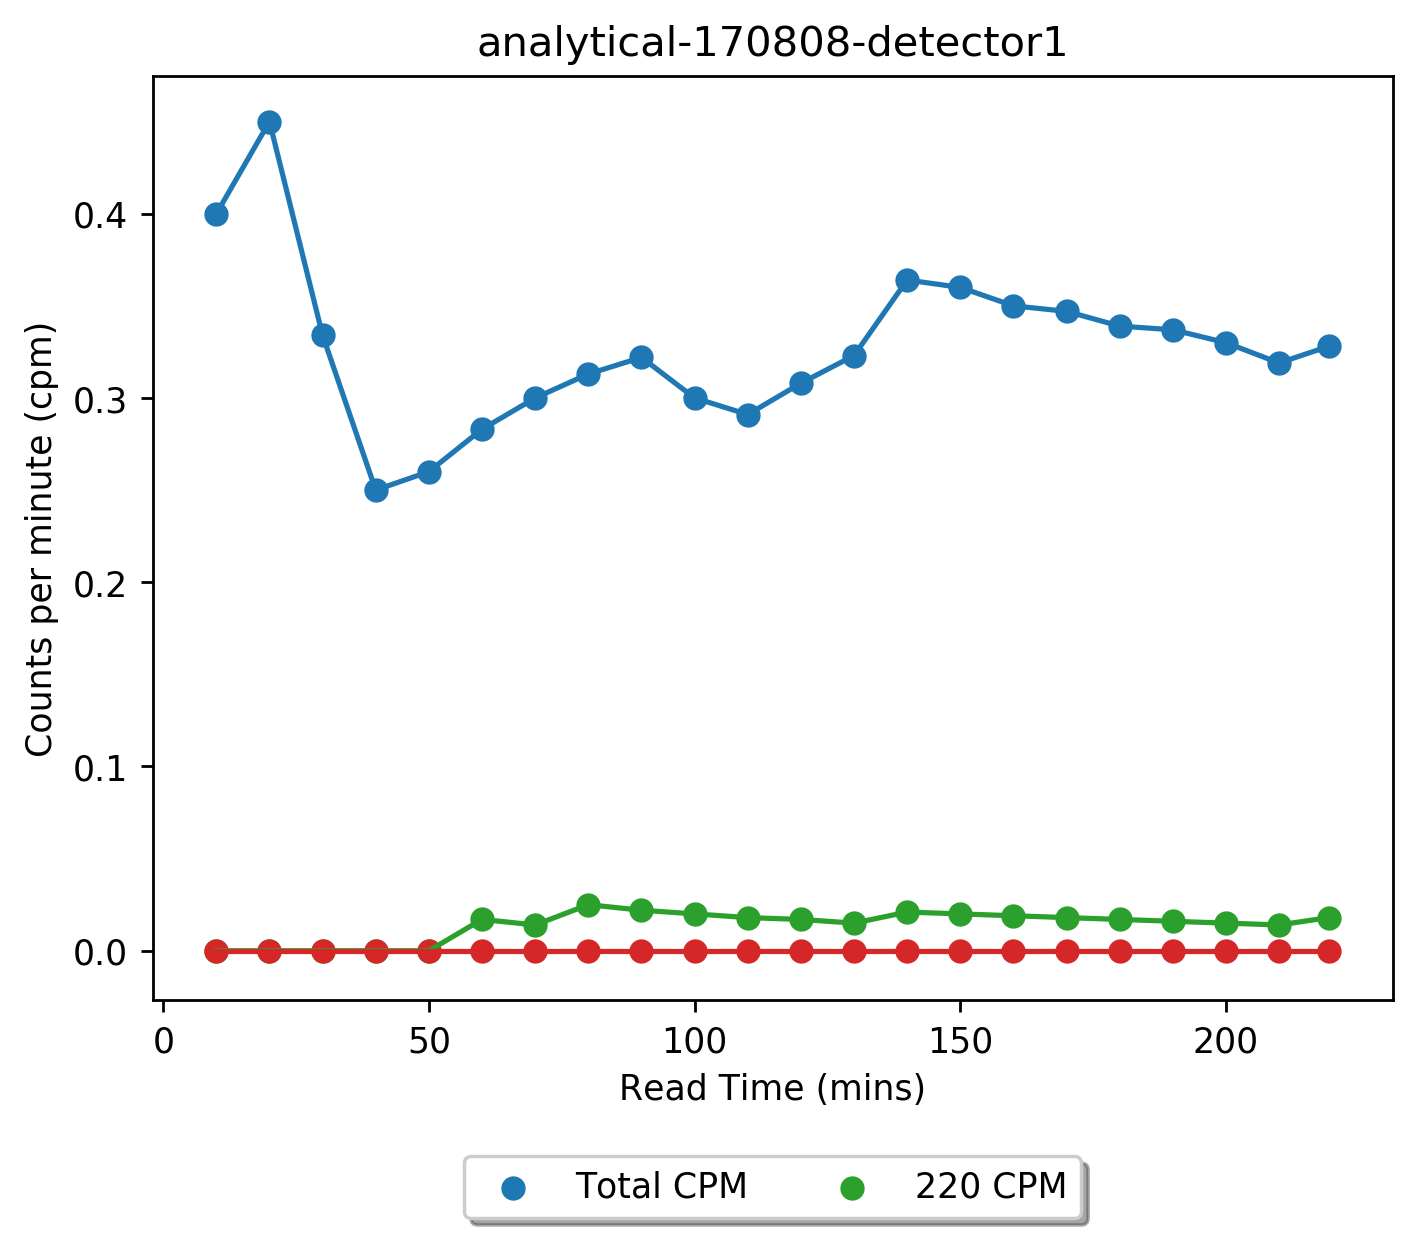 analytical-170808-detector1
Counts per minute (cpm)
0.4
0.3
0.2
0.1
0.0
0 50 100 150 200
Read Time (mins)
Total CPM 220 CPM